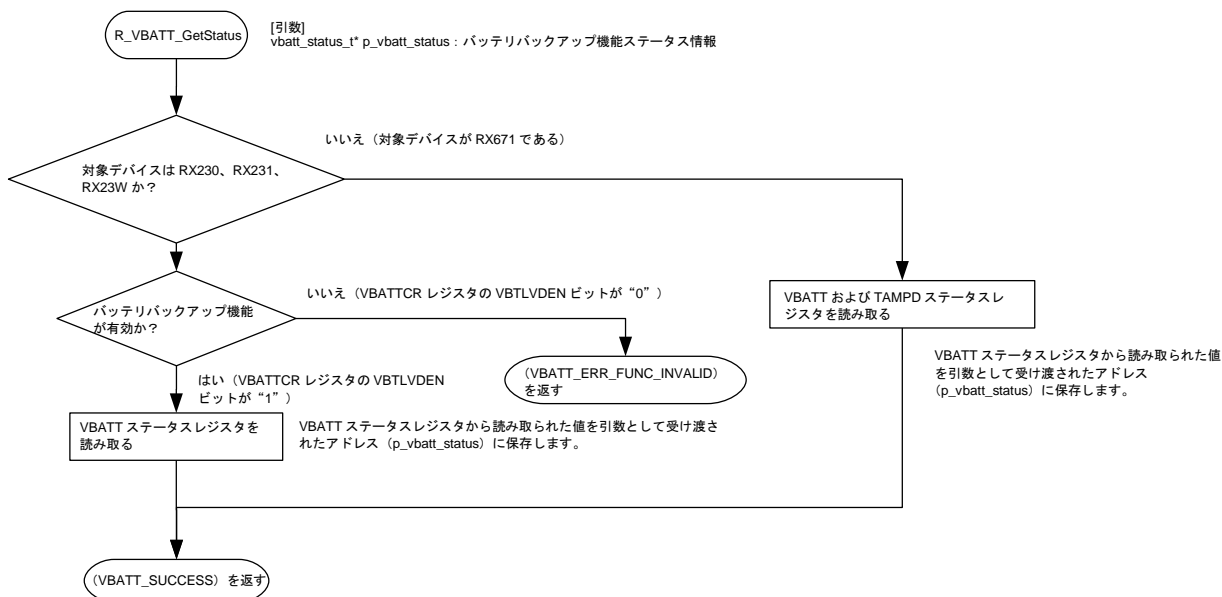 R_VBATT_GetStatus
[引数]
vbatt_status_t* p_vbatt_status：バッテリバックアップ機能ステータス情報
いいえ（対象デバイスが RX671 である）
対象デバイスは RX230、RX231、
RX23W か？
いいえ（VBATTCR レジスタの VBTLVDEN ビットが“0”）
バッテリバックアップ機能
が有効か？
VBATT および TAMPD ステータスレ
ジスタを読み取る
VBATT ステータスレジスタから読み取られた値
を引数として受け渡されたアドレス
（p_vbatt_status）に保存します。
（VBATT_ERR_FUNC_INVALID）
を返す
はい（VBATTCR レジスタの VBTLVDEN
ビットが“1”）
VBATT ステータスレジスタを
読み取る
VBATT ステータスレジスタから読み取られた値を引数として受け渡さ
れたアドレス（p_vbatt_status）に保存します。
（VBATT_SUCCESS）を返す